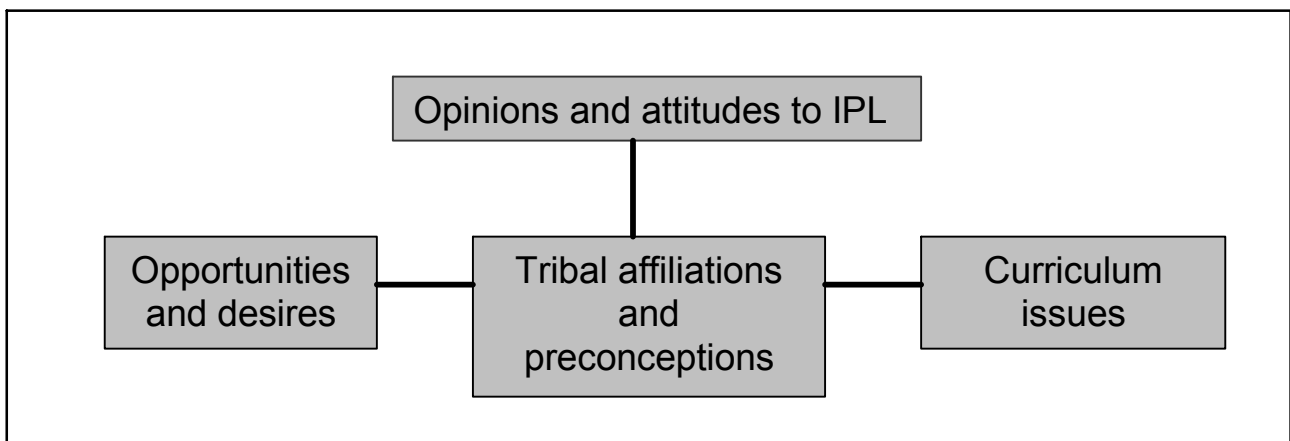 Opinions and attitudes to IPL
Opportunities
and desires
Tribal affiliations
and
preconceptions
Curriculum
issues